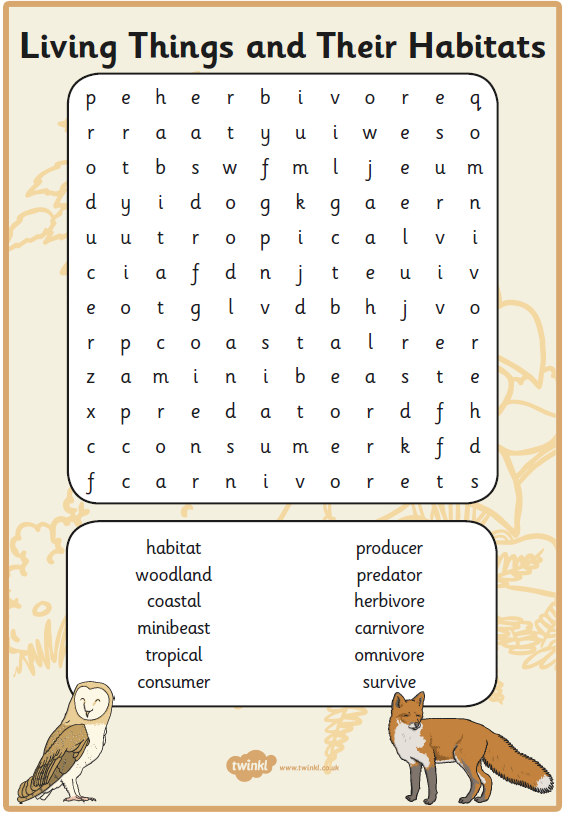 Living Things and Their Habitats
p e h e r b i v o r e q
r r a a t y u i w e s o
o t b s w f m l j e u m
d y i d o g k g a e r n
u u t r o p i c a l v i
c i a f d n j t e u i v
e o t g l v d b h j v o
r p c o a s t a l r e r
z a m i n i b e a s t e
x p r e d a t o r d f h
c c o n s u m e r k f d
f c a r n i v o r e t s
habitat producer
woodland predator
coastal herbivore
minibeast carnivore
tropical omnivore
consumer survive
twinkl www.twinkl.co.uk